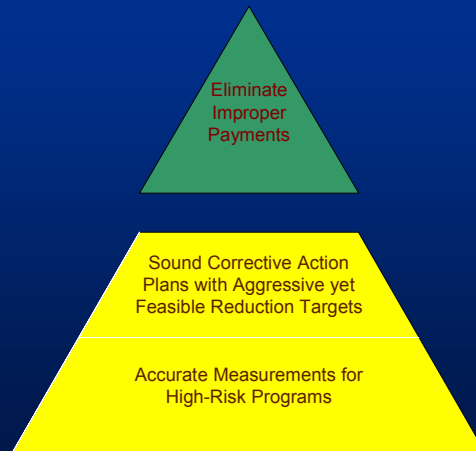 Eliminate
Improper
Payments
Sound Corrective Action
Plans with Aggressive yet
Feasible Reduction Targets
Accurate Measurements for
High-Risk Programs